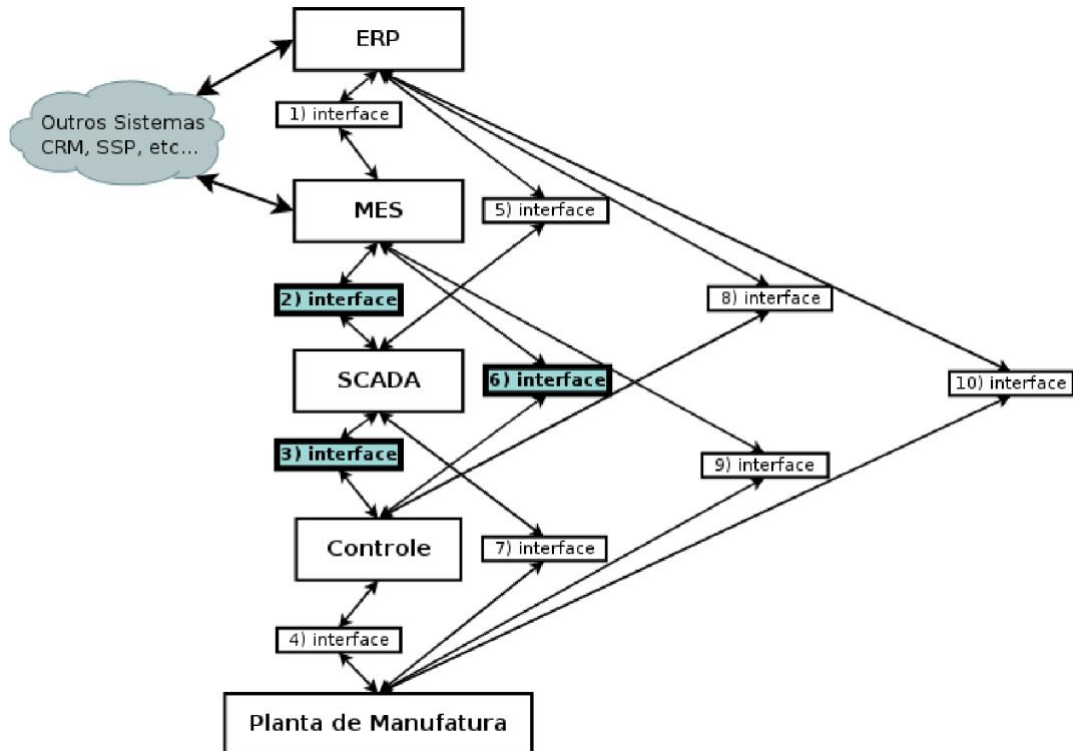 ERP
Outros Sistemas
CRM, SSP, etc...
1) interface
MES
5) interface
2) interface
8) interface
SCADA
6) interface
10) interface
3) interface
9) interface
Controle
7) interface
4) interface
Planta de Manufatura